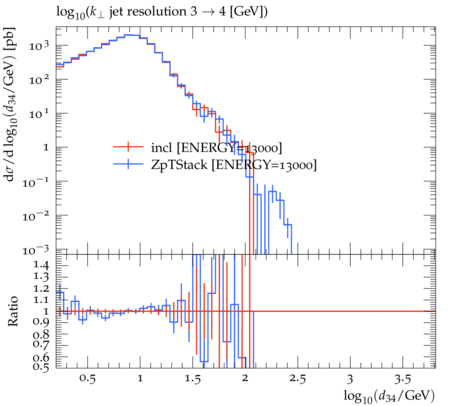 log₁₀(k⊥ jet resolution 3 → 4 [GeV])
dσ/d log₁₀(d₃₄/GeV) [pb]
10³
10²
10¹
1
10⁻¹
10⁻²
10⁻³
incl [ENERGY=13000]
ZpTStack [ENERGY=13000]
Ratio
1.4
1.3
1.2
1.1
1
0.9
0.8
0.7
0.6
0.5
0.5 1 1.5 2 2.5 3 3.5
log₁₀(d₃₄/GeV)